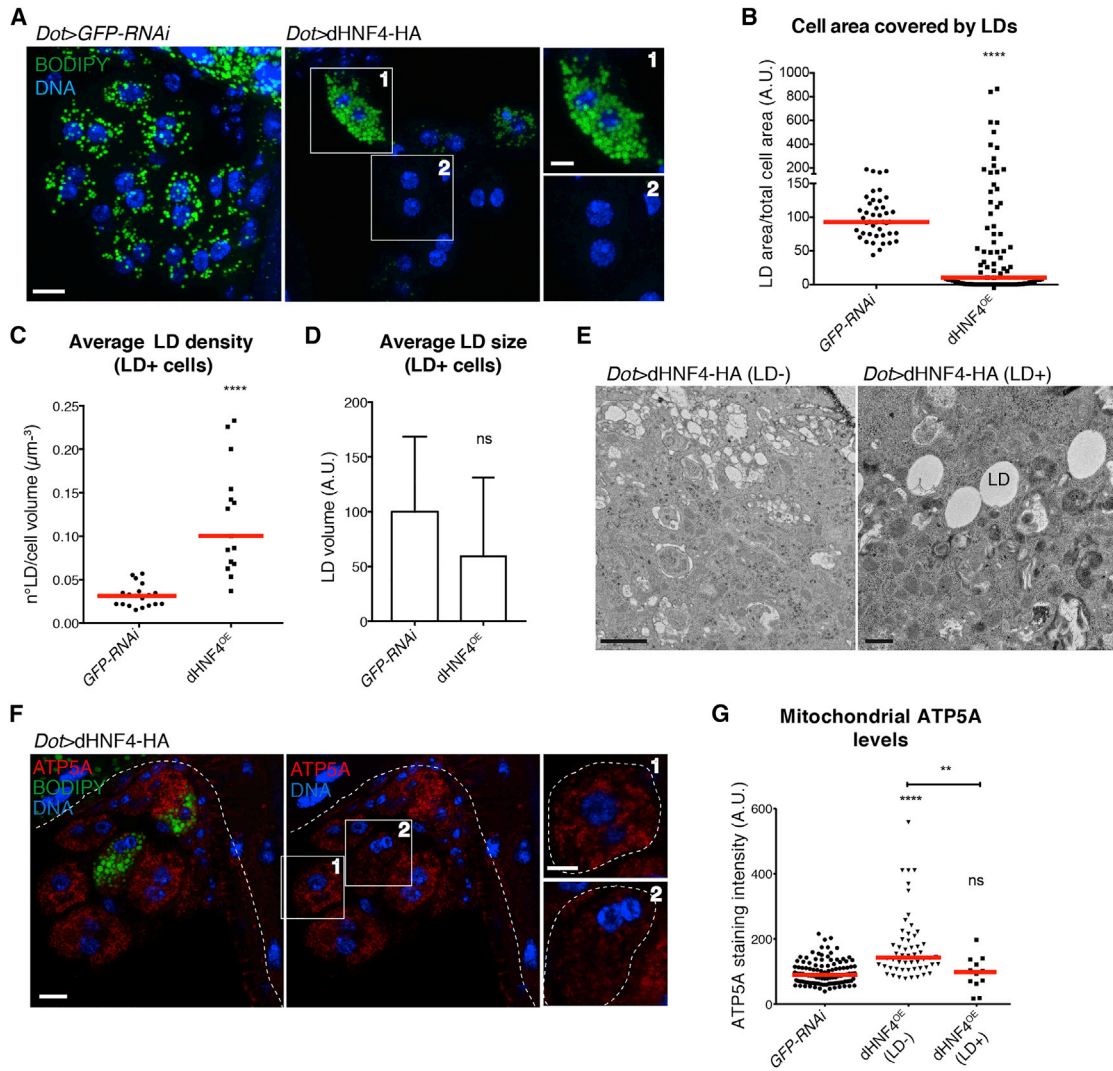 A
Dot>GFP-RNAi
Dot>dHNF4-HA
BODIPY
DNA
1
2
1
2
B
Cell area covered by LDs
****
LD area/total cell area (A.U.)
1000
800
600
400
200
150
100
50
0
GFP-RNAi
dHNF4OE
C
Average LD density
(LD+ cells)
****
n°LD/cell volume (µm-3)
0.25
0.20
0.15
0.10
0.05
0.00
GFP-RNAi
dHNF4OE
D
Average LD size
(LD+ cells)
ns
LD volume (A.U.)
200
150
100
50
0
GFP-RNAi
dHNF4OE
E
Dot>dHNF4-HA (LD-)
Dot>dHNF4-HA (LD+)
LD
F
Dot>dHNF4-HA
ATP5A
BODIPY
DNA
ATP5A
DNA
1
2
1
2
G
Mitochondrial ATP5A
levels
**
****
ns
ATP5A staining intensity (A.U.)
600
400
200
0
GFP-RNAi
dHNF4OE
(LD-)
dHNF4OE
(LD+)